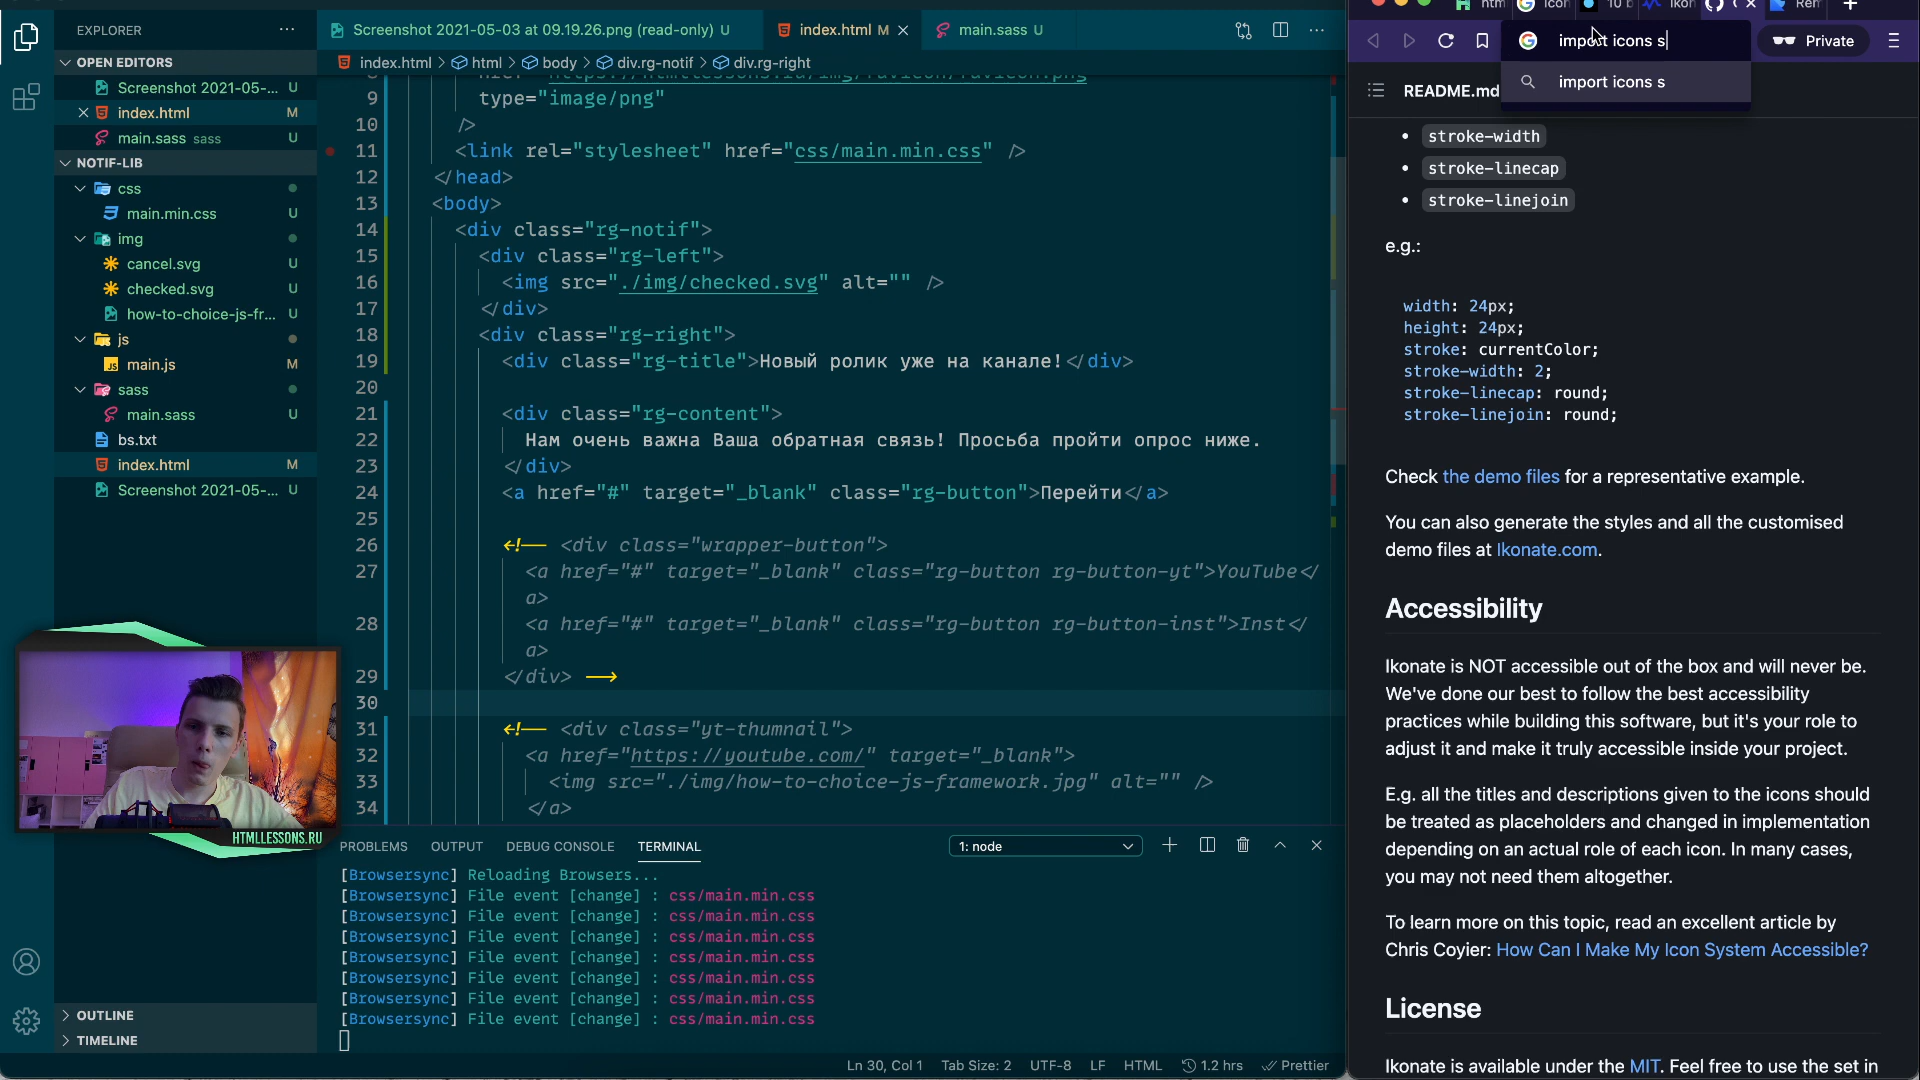 EXPLORER
OPEN EDITORS
Screenshot 2021-05-... U
index.html M
main.sass sass U
NOTIF-LIB
css
main.min.css U
img
cancel.svg U
checked.svg U
how-to-choice-js-fr... U
js
main.js M
sass
main.sass U
bs.txt
index.html M
Screenshot 2021-05-... U
OUTLINE
TIMELINE
HTMLLESSONS.RU
Screenshot 2021-05-03 at 09.19.26.png (read-only) U
index.html M
main.sass U
index.html > html > body > div.rg-notif > div.rg-right
9 type="image/png"
10 />
11 <link rel="stylesheet" href="css/main.min.css" />
12 </head>
13 <body>
14 <div class="rg-notif">
15 <div class="rg-left">
16 <img src="./img/checked.svg" alt="" />
17 </div>
18 <div class="rg-right">
19 <div class="rg-title">Новый ролик уже на канале!</div>
20
21 <div class="rg-content">
22 Нам очень важна Ваша обратная связь! Просьба пройти опрос ниже.
23 </div>
24 <a href="#" target="_blank" class="rg-button">Перейти</a>
25
26 <!-- <div class="wrapper-button">
27 <a href="#" target="_blank" class="rg-button rg-button-yt">YouTube</
a>
28 <a href="#" target="_blank" class="rg-button rg-button-inst">Inst</
a>
29 </div> -->
30
31 <!-- <div class="yt-thumnail">
32 <a href="https://youtube.com/" target="_blank">
33 <img src="./img/how-to-choice-js-framework.jpg" alt="" />
34 </a>
PROBLEMS OUTPUT DEBUG CONSOLE TERMINAL
1: node
[Browsersync] Reloading Browsers...
[Browsersync] File event [change] : css/main.min.css
[Browsersync] File event [change] : css/main.min.css
[Browsersync] File event [change] : css/main.min.css
[Browsersync] File event [change] : css/main.min.css
[Browsersync] File event [change] : css/main.min.css
[Browsersync] File event [change] : css/main.min.css
[Browsersync] File event [change] : css/main.min.css
Ln 30, Col 1 Tab Size: 2 UTF-8 LF HTML 1.2 hrs Prettier
import icons s
Private
import icons s
README.md
stroke-width
stroke-linecap
stroke-linejoin
e.g.:
width: 24px;
height: 24px;
stroke: currentColor;
stroke-width: 2;
stroke-linecap: round;
stroke-linejoin: round;
Check the demo files for a representative example.
You can also generate the styles and all the customised
demo files at Ikonate.com.
Accessibility
Ikonate is NOT accessible out of the box and will never be.
We've done our best to follow the best accessibility
practices while building this software, but it's your role to
adjust it and make it truly accessible inside your project.
E.g. all the titles and descriptions given to the icons should
be treated as placeholders and changed in implementation
depending on an actual role of each icon. In many cases,
you may not need them altogether.
To learn more on this topic, read an excellent article by
Chris Coyier: How Can I Make My Icon System Accessible?
License
Ikonate is available under the MIT. Feel free to use the set in